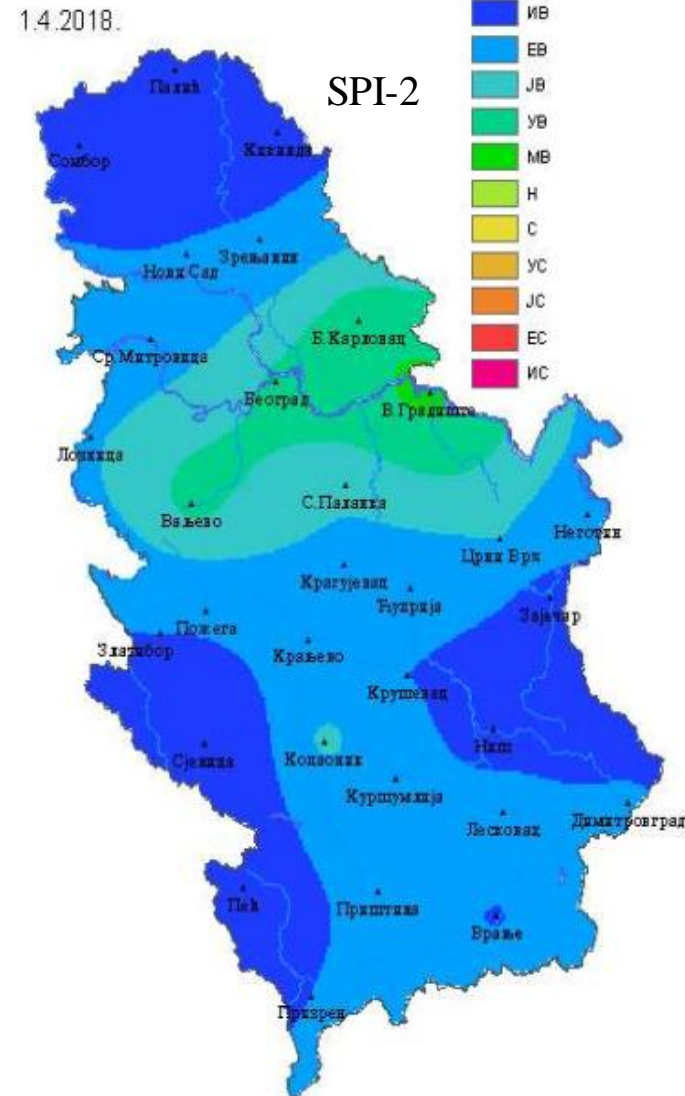 1.4.2018.
SPI-2
ИВ
ЕВ
ЈВ
УВ
МВ
Н
С
УС
ЈС
ЕС
ИС
Палић
Сомбор
Кикинда
Нови Сад
Зрењанин
Б.Карловац
Ср.Митровица
Београд
В.Градиште
Лозница
Ваљево
С.Паланка
Црни Врх
Неготин
Крагујевац
Ћуприја
Зајечар
Пожега
Златибор
Краљево
Крушевац
Ниш
Сјеница
Копаоник
Куршумлија
Лесковац
Димитровград
Пећ
Приштина
Врање
Призрен